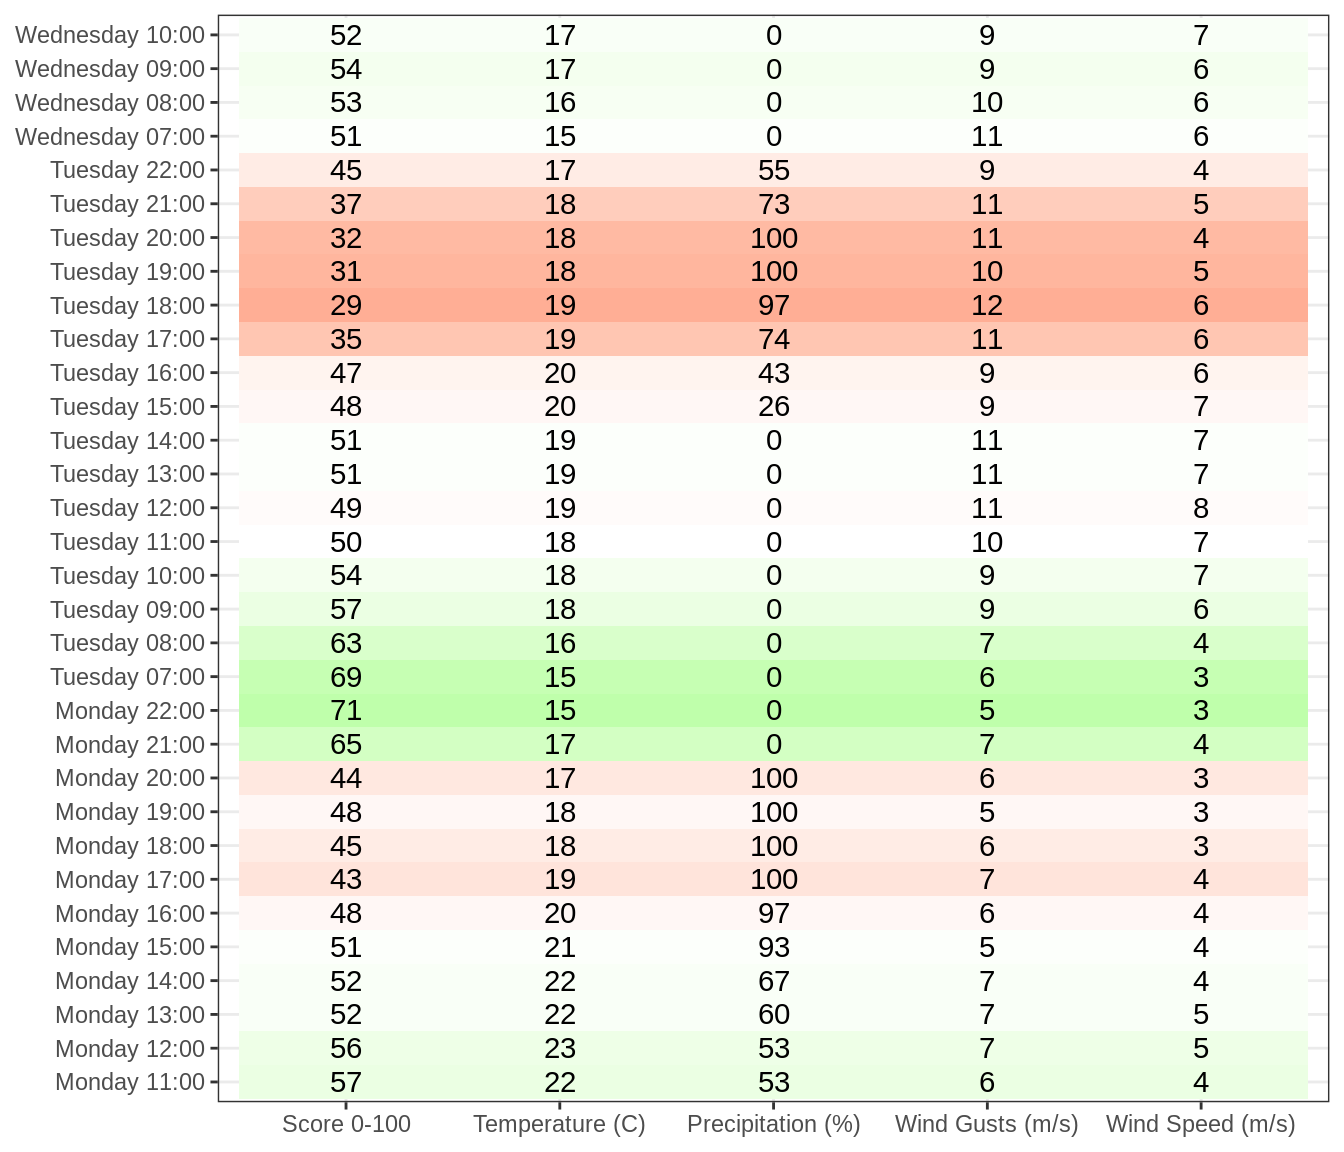 Wednesday 10:00 52 17 0 9 7
Wednesday 09:00 54 17 0 9 6
Wednesday 08:00 53 16 0 10 6
Wednesday 07:00 51 15 0 11 6
Tuesday 22:00 45 17 55 9 4
Tuesday 21:00 37 18 73 11 5
Tuesday 20:00 32 18 100 11 4
Tuesday 19:00 31 18 100 10 5
Tuesday 18:00 29 19 97 12 6
Tuesday 17:00 35 19 74 11 6
Tuesday 16:00 47 20 43 9 6
Tuesday 15:00 48 20 26 9 7
Tuesday 14:00 51 19 0 11 7
Tuesday 13:00 51 19 0 11 7
Tuesday 12:00 49 19 0 11 8
Tuesday 11:00 50 18 0 10 7
Tuesday 10:00 54 18 0 9 7
Tuesday 09:00 57 18 0 9 6
Tuesday 08:00 63 16 0 7 4
Tuesday 07:00 69 15 0 6 3
Monday 22:00 71 15 0 5 3
Monday 21:00 65 17 0 7 4
Monday 20:00 44 17 100 6 3
Monday 19:00 48 18 100 5 3
Monday 18:00 45 18 100 6 3
Monday 17:00 43 19 100 7 4
Monday 16:00 48 20 97 6 4
Monday 15:00 51 21 93 5 4
Monday 14:00 52 22 67 7 4
Monday 13:00 52 22 60 7 5
Monday 12:00 56 23 53 7 5
Monday 11:00 57 22 53 6 4
Score 0-100 Temperature (C) Precipitation (%) Wind Gusts (m/s) Wind Speed (m/s)